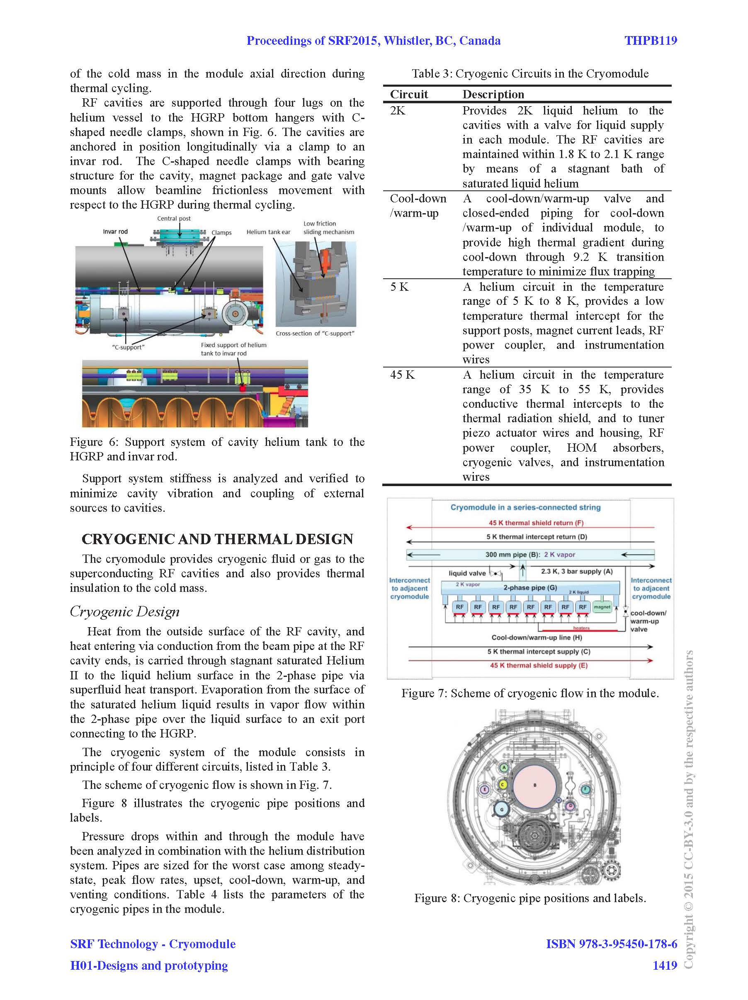 Proceedings of SRF2015, Whistler, BC, Canada
THPB119
of the cold mass in the module axial direction during
thermal cycling.
RF cavities are supported through four lugs on the
helium vessel to the HGRP bottom hangers with C-
shaped needle clamps, shown in Fig. 6. The cavities are
anchored in position longitudinally via a clamp to an
invar rod. The C-shaped needle clamps with bearing
structure for the cavity, magnet package and gate valve
mounts allow beamline frictionless movement with
respect to the HGRP during thermal cycling.
Central post
Invar rod
Clamps
Helium tank ear
Low friction
sliding mechanism
Cross-section of "C-support"
"C-support"
Fixed support of helium
tank to invar rod
Figure 6: Support system of cavity helium tank to the
HGRP and invar rod.
Support system stiffness is analyzed and verified to
minimize cavity vibration and coupling of external
sources to cavities.
CRYOGENIC AND THERMAL DESIGN
The cryomodule provides cryogenic fluid or gas to the
superconducting RF cavities and also provides thermal
insulation to the cold mass.
Cryogenic Design
Heat from the outside surface of the RF cavity, and
heat entering via conduction from the beam pipe at the RF
cavity ends, is carried through stagnant saturated Helium
II to the liquid helium surface in the 2-phase pipe via
superfluid heat transport. Evaporation from the surface of
the saturated helium liquid results in vapor flow within
the 2-phase pipe over the liquid surface to an exit port
connecting to the HGRP.
The cryogenic system of the module consists in
principle of four different circuits, listed in Table 3.
The scheme of cryogenic flow is shown in Fig. 7.
Figure 8 illustrates the cryogenic pipe positions and
labels.
Pressure drops within and through the module have
been analyzed in combination with the helium distribution
system. Pipes are sized for the worst case among steady-
state, peak flow rates, upset, cool-down, warm-up, and
venting conditions. Table 4 lists the parameters of the
cryogenic pipes in the module.
Table 3: Cryogenic Circuits in the Cryomodule
Circuit Description
2K Provides 2K liquid helium to the
cavities with a valve for liquid supply
in each module. The RF cavities are
maintained within 1.8 K to 2.1 K range
by means of a stagnant bath of
saturated liquid helium
Cool-down A cool-down/warm-up valve and
/warm-up closed-ended piping for cool-down
/warm-up of individual module, to
provide high thermal gradient during
cool-down through 9.2 K transition
temperature to minimize flux trapping
5 K A helium circuit in the temperature
range of 5 K to 8 K, provides a low
temperature thermal intercept for the
support posts, magnet current leads, RF
power coupler, and instrumentation
wires
45 K A helium circuit in the temperature
range of 35 K to 55 K, provides
conductive thermal intercepts to the
thermal radiation shield, and to tuner
piezo actuator wires and housing, RF
power coupler, HOM absorbers,
cryogenic valves, and instrumentation
wires
Cryomodule in a series-connected string
45 K thermal shield return (F)
5 K thermal intercept return (D)
300 mm pipe (B): 2 K vapor
liquid valve
2.3 K, 3 bar supply (A)
Interconnect
to adjacent
cryomodule
2 K vapor
2-phase pipe (G)
2 K liquid
Interconnect
to adjacent
cryomodule
RF RF RF RF RF RF RF RF magnet
cool-down/
warm-up
valve
heaters
Cool-down/warm-up line (H)
5 K thermal intercept supply (C)
45 K thermal shield supply (E)
Figure 7: Scheme of cryogenic flow in the module.
A
B
C
E
F
H
D
G
Figure 8: Cryogenic pipe positions and labels.
Copyright © 2015 CC-BY-3.0 and by the respective authors
SRF Technology - Cryomodule
H01-Designs and prototyping
ISBN 978-3-95450-178-6
1419